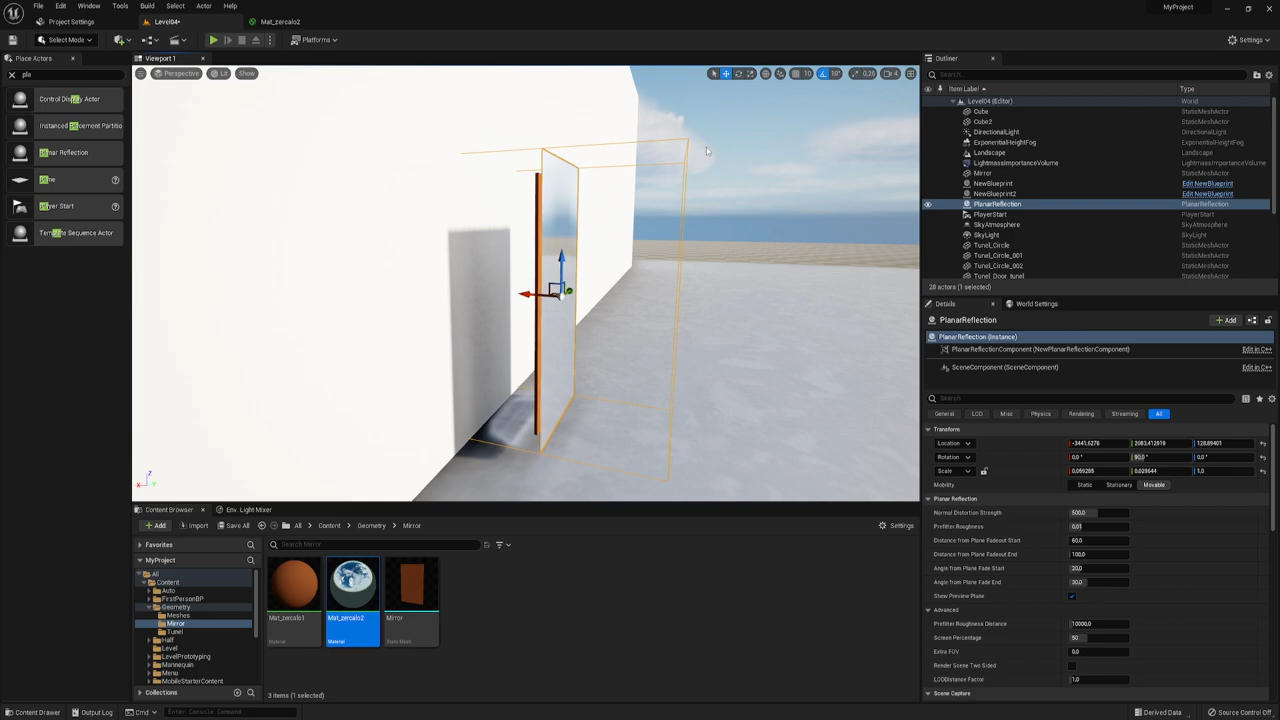 File Edit Window Tools Build Select Actor Help
MyProject
Project Settings
Level04•
Mat_zercalo2
Select Mode
Platforms
Settings
Place Actors
Viewport 1
Outliner
pla
Perspective
Lit
Show
10
10°
0,25
4
Search...
Item Label
Type
Control Display Actor
Instanced Placement Partitio
Planar Reflection
Plane
Player Start
Template Sequence Actor
Level04 (Editor) World
Cube StaticMeshActor
Cube2 StaticMeshActor
DirectionalLight DirectionalLight
ExponentialHeightFog ExponentialHeightFog
Landscape Landscape
LightmassImportanceVolume LightmassImportanceVolume
Mirror StaticMeshActor
NewBlueprint Edit NewBlueprint
NewBlueprint2 Edit NewBlueprint
PlanarReflection PlanarReflection
PlayerStart PlayerStart
SkyAtmosphere SkyAtmosphere
SkyLight SkyLight
Tunel_Circle StaticMeshActor
Tunel_Circle_001 StaticMeshActor
Tunel_Circle_002 StaticMeshActor
Tunel_Door_tunel StaticMeshActor
28 actors (1 selected)
Details
World Settings
PlanarReflection
Add
PlanarReflection (Instance)
PlanarReflectionComponent (NewPlanarReflectionComponent) Edit in C++
SceneComponent (SceneComponent) Edit in C++
Search
General LOD Misc Physics Rendering Streaming All
Transform
Location -3441,6276 2083,412919 128,89401
Rotation 0,0 ° 90,0 ° 0,0 °
Scale 0,059285 0,029644 1,0
Mobility Static Stationary Movable
Planar Reflection
Normal Distortion Strength 500,0
Prefilter Roughness 0,01
Distance from Plane Fadeout Start 60,0
Distance from Plane Fadeout End 100,0
Angle from Plane Fade Start 20,0
Angle from Plane Fade End 30,0
Show Preview Plane
Advanced
Prefilter Roughness Distance 10000,0
Screen Percentage 50
Extra FOV 0,0
Render Scene Two Sided
LODDistance Factor 1,0
Scene Capture
Z
X
Y
Content Browser
Env. Light Mixer
Add
Import
Save All
All
Content
Geometry
Mirror
Settings
Favorites
Search Mirror
MyProject
All
Content
Auto
FirstPersonBP
Geometry
Meshes
Mirror
Tunel
Half
Level
LevelPrototyping
Mannequin
Menu
MobileStarterContent
Collections
Mat_zercalo1
Material
Mat_zercalo2
Material
Mirror
Static Mesh
3 items (1 selected)
Content Drawer
Output Log
Cmd
Enter Console Command
Derived Data
Source Control Off